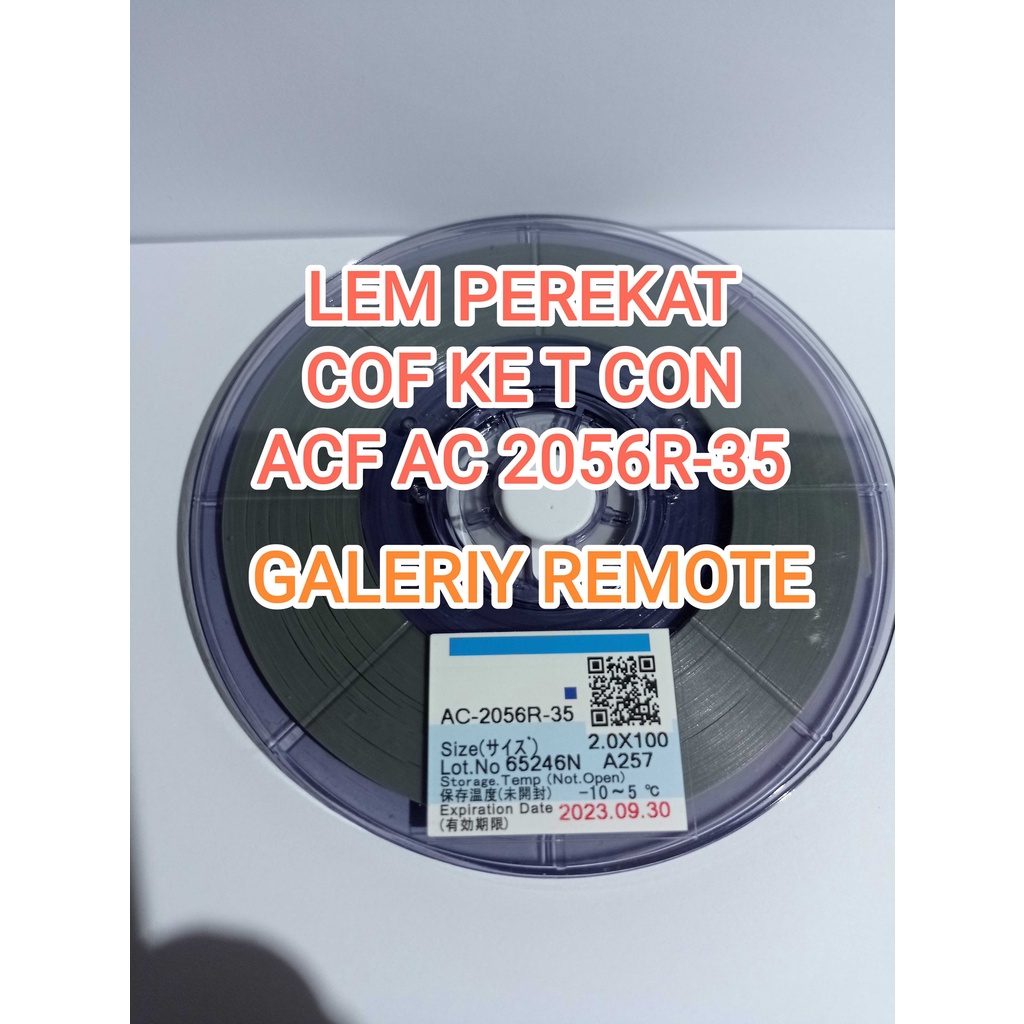 LEM PEREKAT
COF KE T CON
ACF AC 2056R-35
GALERIY REMOTE
AC-2056R-35
Size(サイズ) 2.0X100
Lot.No 65246N A257
Storage.Temp (Not.Open)
保存温度(未開封) -10～5 ℃
Expiration Date 2023.09.30
(有効期限)